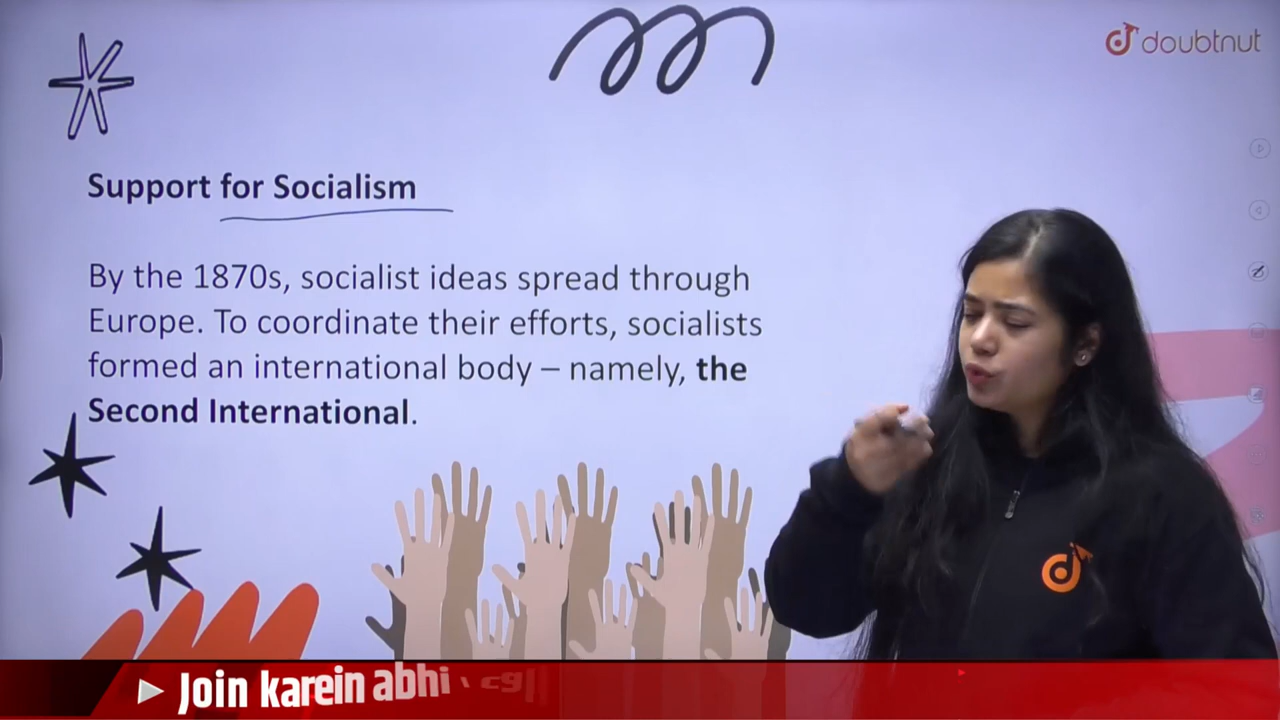 doubtnut
Support for Socialism
By the 1870s, socialist ideas spread through
Europe. To coordinate their efforts, socialists
formed an international body – namely, the
Second International.
Join karein abhi